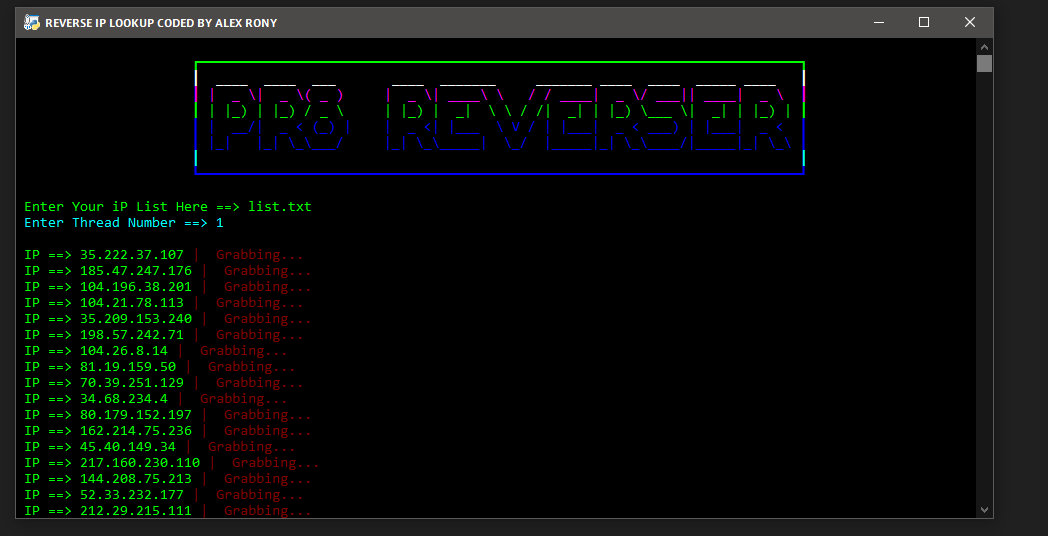 REVERSE IP LOOKUP CODED BY ALEX RONY
PR8 REVERSER
Enter Your iP List Here ==> list.txt
Enter Thread Number ==> 1
IP ==> 35.222.37.107 | Grabbing...
IP ==> 185.47.247.176 | Grabbing...
IP ==> 104.196.38.201 | Grabbing...
IP ==> 104.21.78.113 | Grabbing...
IP ==> 35.209.153.240 | Grabbing...
IP ==> 198.57.242.71 | Grabbing...
IP ==> 104.26.8.14 | Grabbing...
IP ==> 81.19.159.50 | Grabbing...
IP ==> 70.39.251.129 | Grabbing...
IP ==> 34.68.234.4 | Grabbing...
IP ==> 80.179.152.197 | Grabbing...
IP ==> 162.214.75.236 | Grabbing...
IP ==> 45.40.149.34 | Grabbing...
IP ==> 217.160.230.110 | Grabbing...
IP ==> 144.208.75.213 | Grabbing...
IP ==> 52.33.232.177 | Grabbing...
IP ==> 212.29.215.111 | Grabbing...